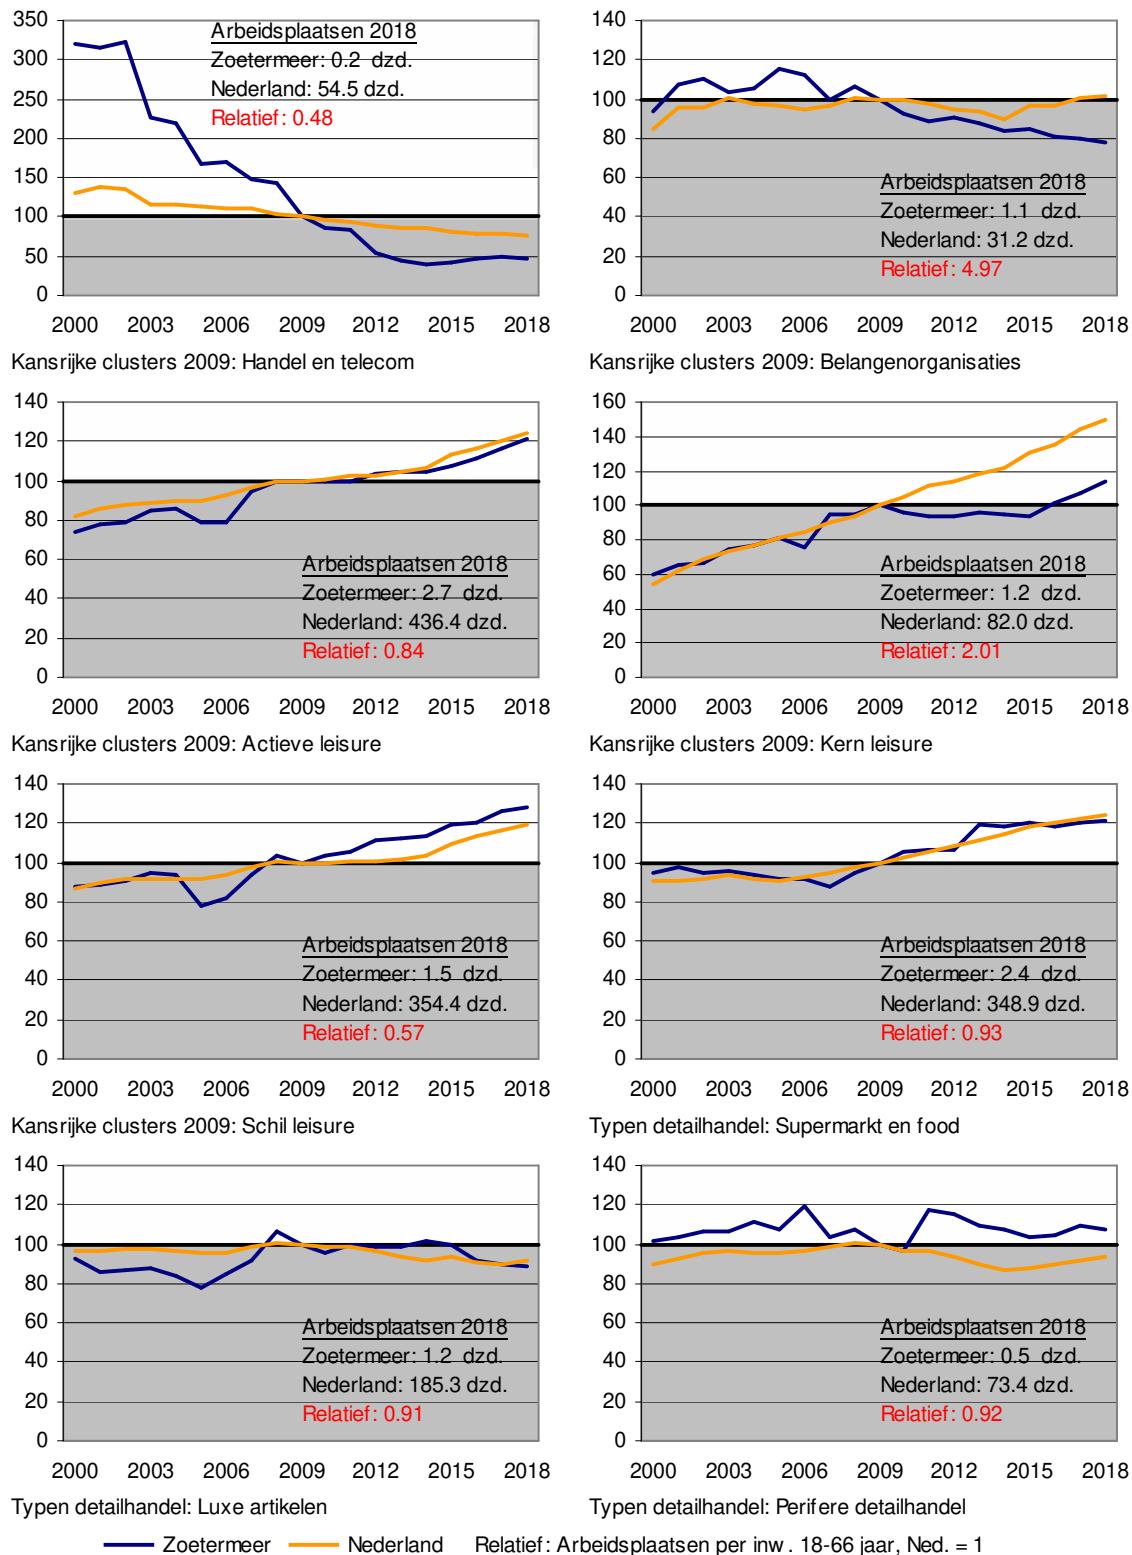 350
300
250
200
150
100
50
0
Arbeidsplaatsen 2018
Zoetermeer: 0.2 dzd.
Nederland: 54.5 dzd.
Relatief: 0.48
2000 2003 2006 2009 2012 2015 2018
Kansrijke clusters 2009: Handel en telecom
140
120
100
80
60
40
20
0
Arbeidsplaatsen 2018
Zoetermeer: 1.1 dzd.
Nederland: 31.2 dzd.
Relatief: 4.97
2000 2003 2006 2009 2012 2015 2018
Kansrijke clusters 2009: Belangenorganisaties
140
120
100
80
60
40
20
0
Arbeidsplaatsen 2018
Zoetermeer: 2.7 dzd.
Nederland: 436.4 dzd.
Relatief: 0.84
2000 2003 2006 2009 2012 2015 2018
Kansrijke clusters 2009: Actieve leisure
160
140
120
100
80
60
40
20
0
Arbeidsplaatsen 2018
Zoetermeer: 1.2 dzd.
Nederland: 82.0 dzd.
Relatief: 2.01
2000 2003 2006 2009 2012 2015 2018
Kansrijke clusters 2009: Kern leisure
140
120
100
80
60
40
20
0
Arbeidsplaatsen 2018
Zoetermeer: 1.5 dzd.
Nederland: 354.4 dzd.
Relatief: 0.57
2000 2003 2006 2009 2012 2015 2018
Kansrijke clusters 2009: Schil leisure
140
120
100
80
60
40
20
0
Arbeidsplaatsen 2018
Zoetermeer: 2.4 dzd.
Nederland: 348.9 dzd.
Relatief: 0.93
2000 2003 2006 2009 2012 2015 2018
Typen detailhandel: Supermarkt en food
140
120
100
80
60
40
20
0
Arbeidsplaatsen 2018
Zoetermeer: 1.2 dzd.
Nederland: 185.3 dzd.
Relatief: 0.91
2000 2003 2006 2009 2012 2015 2018
Typen detailhandel: Luxe artikelen
140
120
100
80
60
40
20
0
Arbeidsplaatsen 2018
Zoetermeer: 0.5 dzd.
Nederland: 73.4 dzd.
Relatief: 0.92
2000 2003 2006 2009 2012 2015 2018
Typen detailhandel: Perifere detailhandel
Zoetermeer Nederland Relatief: Arbeidsplaatsen per inw. 18-66 jaar, Ned. = 1